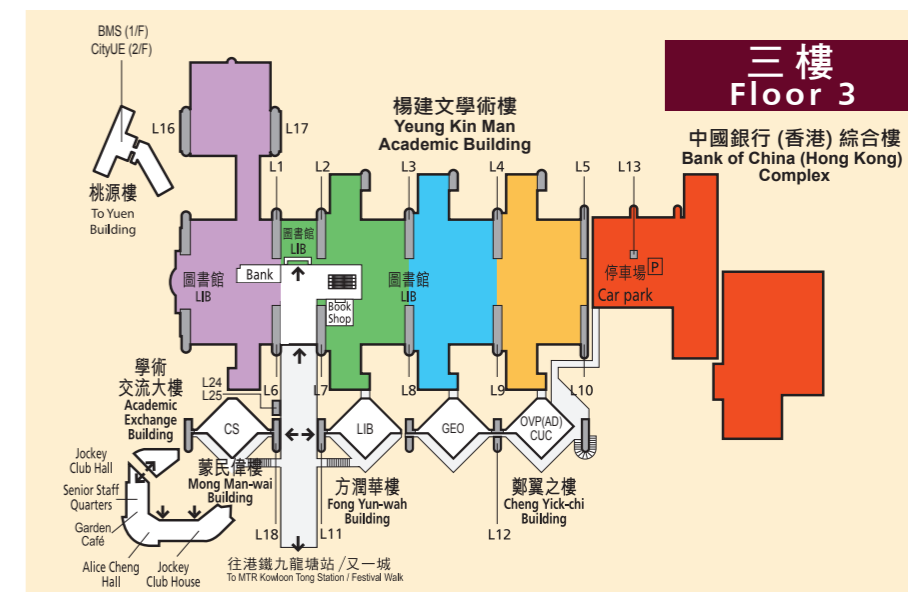 BMS (1/F)
CityUE (2/F)
三樓
Floor 3
楊建文學術樓
Yeung Kin Man
Academic Building
中國銀行 (香港) 綜合樓
Bank of China (Hong Kong)
Complex
L16
L17
L1
L2
L3
L4
L5
L13
桃源樓
To Yuen
Building
圖書館
LIB
圖書館
LIB
Bank
圖書館
LIB
停車場 P
Car park
Book
Shop
學術
交流大樓
Academic
Exchange
Building
L24
L25
L6
L7
L8
L9
L10
CS
LIB
GEO
OVP(AD)
CUC
Jockey
Club Hall
Senior Staff
Quarters
Garden
Café
Alice Cheng
Hall
Jockey
Club House
蒙民偉樓
Mong Man-wai
Building
方潤華樓
Fong Yun-wah
Building
鄭翼之樓
Cheng Yick-chi
Building
L18
L11
L12
往港鐵九龍塘站 /又一城
To MTR Kowloon Tong Station / Festival Walk